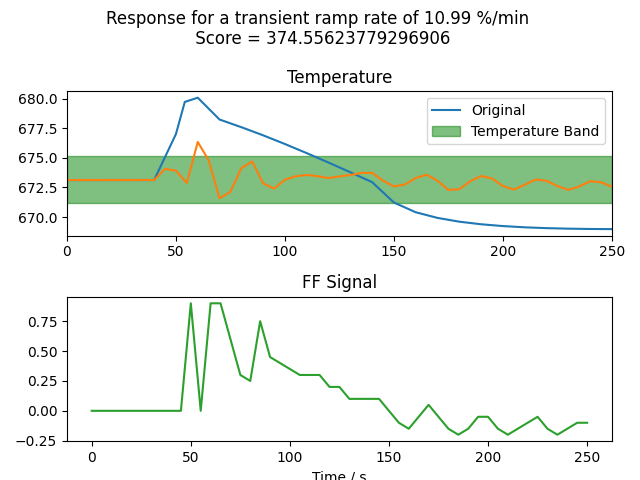 Response for a transient ramp rate of 10.99 %/min
Score = 374.55623779296906
Temperature
680.0
677.5
675.0
672.5
670.0
Original
Temperature Band
0 50 100 150 200 250
FF Signal
0.75
0.50
0.25
0.00
−0.25
0 50 100 150 200 250
Time / s